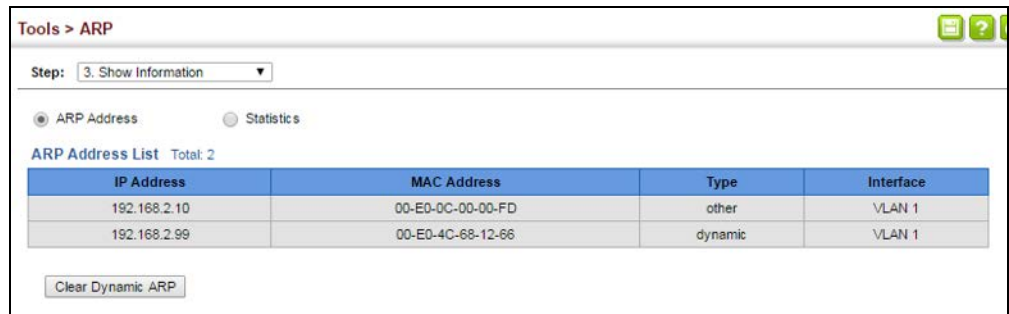 Tools > ARP
?
Step: 3. Show Information
ARP Address Statistics
ARP Address List Total: 2
IP Address MAC Address Type Interface
192.168.2.10 00-E0-0C-00-00-FD other VLAN 1
192.168.2.99 00-E0-4C-68-12-66 dynamic VLAN 1
Clear Dynamic ARP